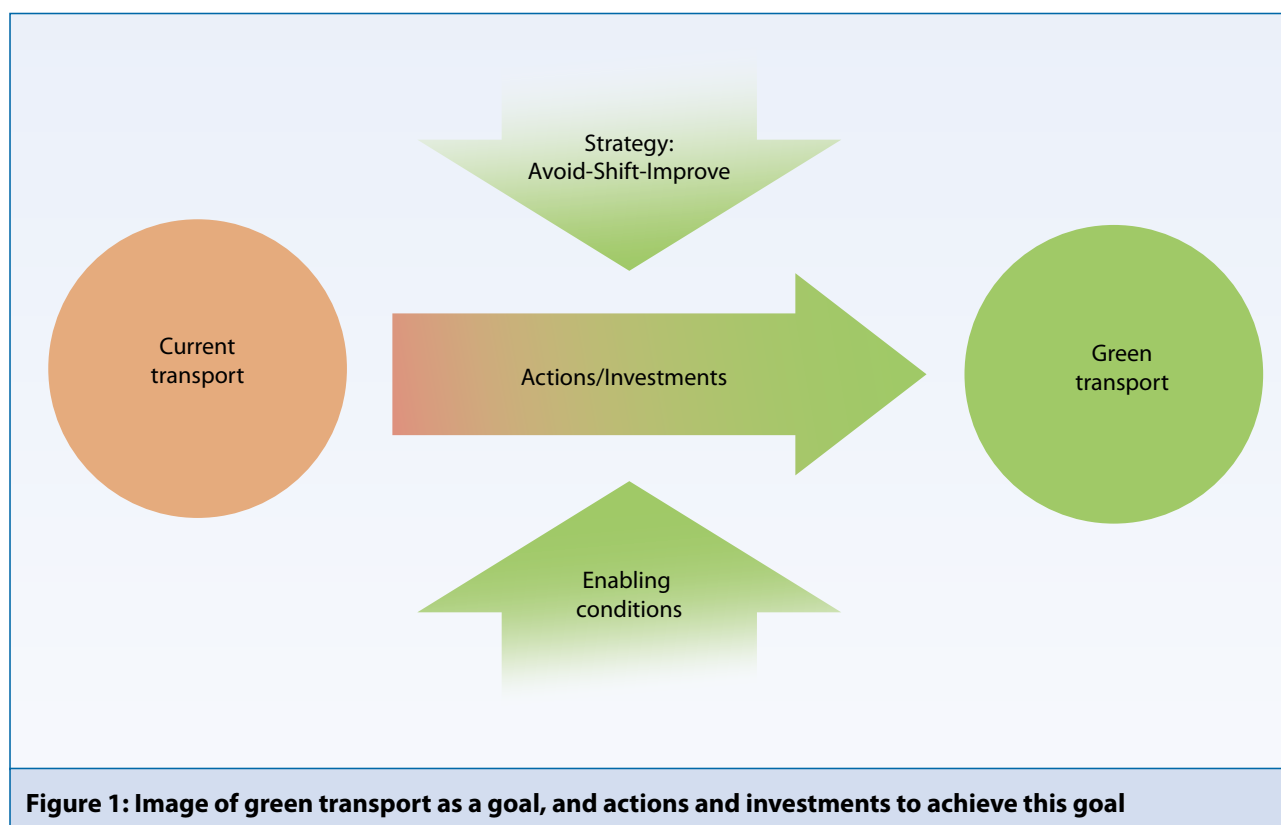 Strategy:
Avoid-Shift-Improve
Current
transport
Actions/Investments
Green
transport
Enabling
conditions
Figure 1: Image of green transport as a goal, and actions and investments to achieve this goal